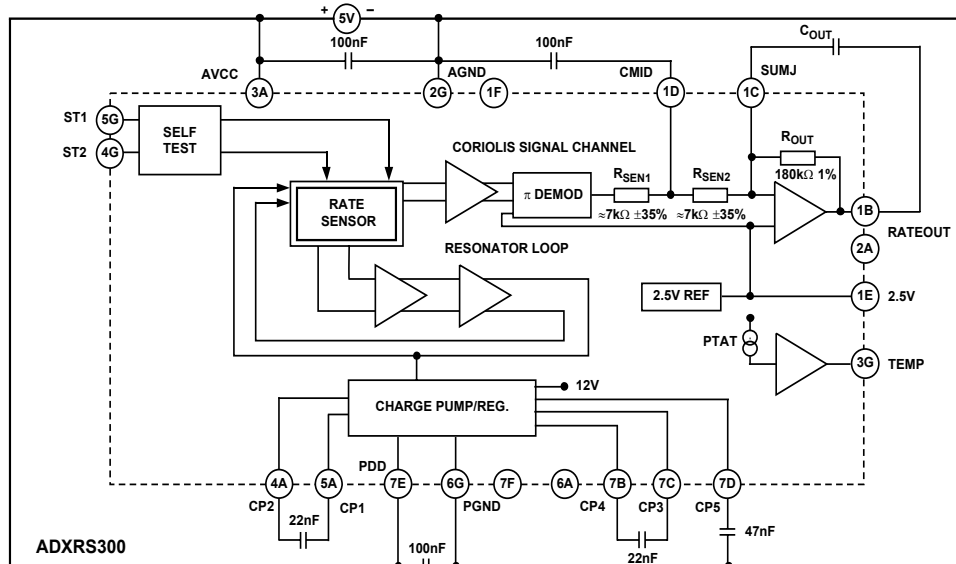 + 5V −
100nF
100nF
COUT
AVCC
AGND
CMID
SUMJ
3A
2G
1F
1D
1C
ST1
5G
ST2
4G
SELF
TEST
CORIOLIS SIGNAL CHANNEL
ROUT
180kΩ 1%
RSEN1
RSEN2
π DEMOD
≈7kΩ ±35%
≈7kΩ ±35%
RATE
SENSOR
1B
RATEOUT
2A
RESONATOR LOOP
2.5V REF
1E
2.5V
PTAT
3G
TEMP
12V
CHARGE PUMP/REG.
PDD
4A
5A
7E
6G
7F
6A
7B
7C
7D
CP2
CP1
PGND
CP4
CP3
CP5
22nF
47nF
100nF
22nF
ADXRS300